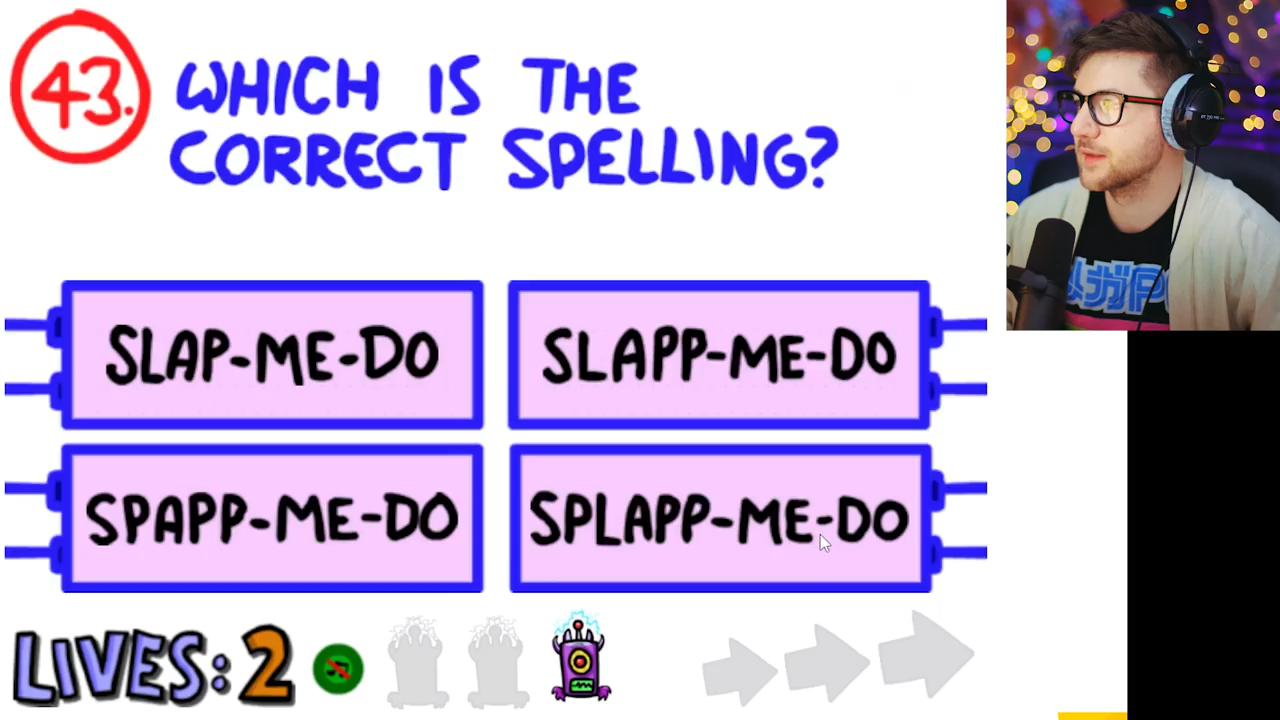 43. WHICH IS THE
CORRECT SPELLING?
SLAP-ME-DO
SLAPP-ME-DO
SPAPP-ME-DO
SPLAPP-ME-DO
LIVES: 2